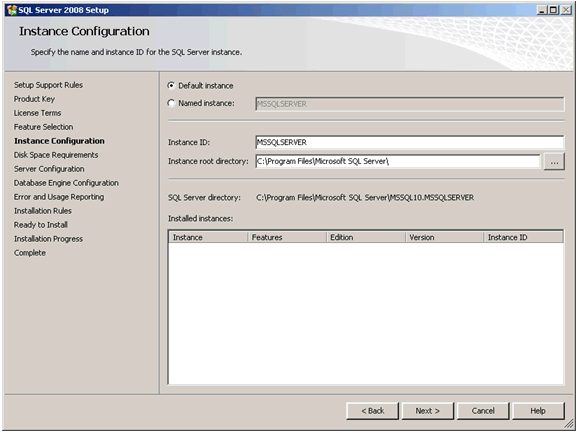 SQL Server 2008 Setup
Instance Configuration
Specify the name and instance ID for the SQL Server instance.
Setup Support Rules
Product Key
License Terms
Feature Selection
Instance Configuration
Disk Space Requirements
Server Configuration
Database Engine Configuration
Error and Usage Reporting
Installation Rules
Ready to Install
Installation Progress
Complete
Default instance
Named instance: MSSQLSERVER
Instance ID: MSSQLSERVER
Instance root directory: C:\Program Files\Microsoft SQL Server\ ...
SQL Server directory: C:\Program Files\Microsoft SQL Server\MSSQL10.MSSQLSERVER
Installed instances:
Instance Features Edition Version Instance ID
< Back Next > Cancel Help